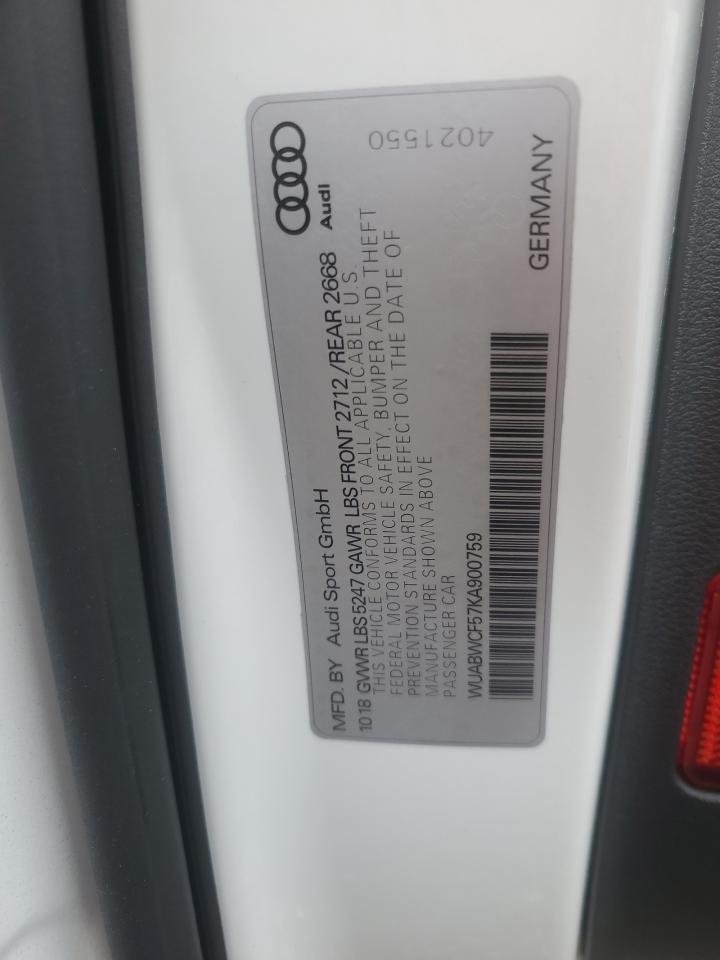 MFD. BY Audi Sport GmbH
Audi
1018 GVWR LBS 5247 GAWR LBS FRONT 2712 /REAR 2668
THIS VEHICLE CONFORMS TO ALL APPLICABLE U.S.
FEDERAL MOTOR VEHICLE SAFETY, BUMPER AND THEFT
PREVENTION STANDARDS IN EFFECT ON THE DATE OF
MANUFACTURE SHOWN ABOVE
PASSENGER CAR
4021550
WUABWCF57KA900759
GERMANY